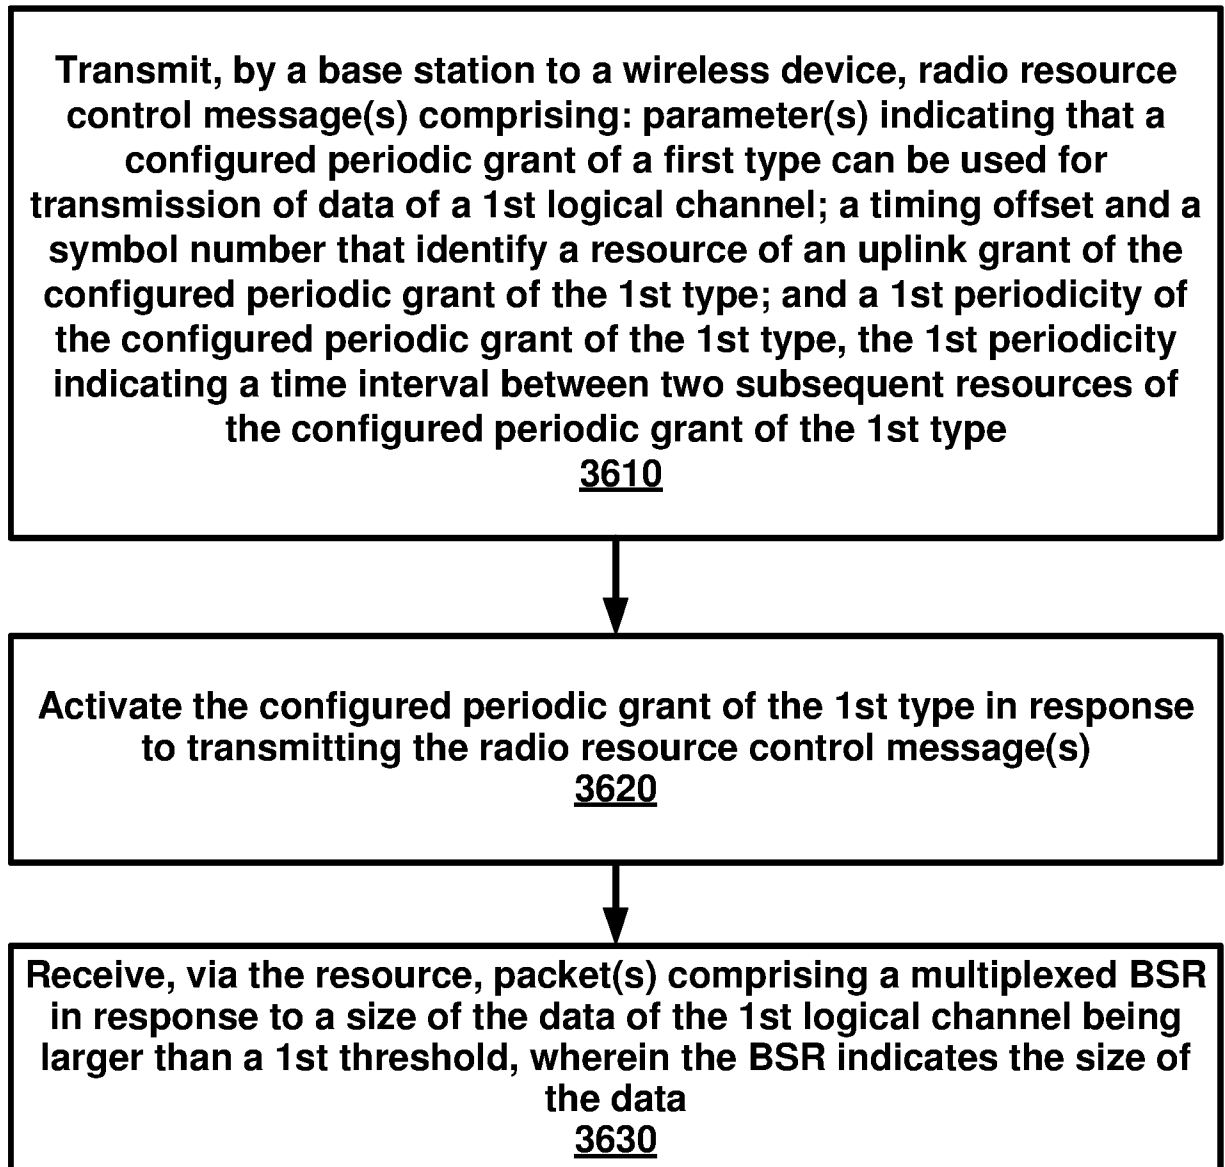 Transmit, by a base station to a wireless device, radio resource
control message(s) comprising: parameter(s) indicating that a
configured periodic grant of a first type can be used for
transmission of data of a 1st logical channel; a timing offset and a
symbol number that identify a resource of an uplink grant of the
configured periodic grant of the 1st type; and a 1st periodicity of
the configured periodic grant of the 1st type, the 1st periodicity
indicating a time interval between two subsequent resources of
the configured periodic grant of the 1st type
3610
Activate the configured periodic grant of the 1st type in response
to transmitting the radio resource control message(s)
3620
Receive, via the resource, packet(s) comprising a multiplexed BSR
in response to a size of the data of the 1st logical channel being
larger than a 1st threshold, wherein the BSR indicates the size of
the data
3630